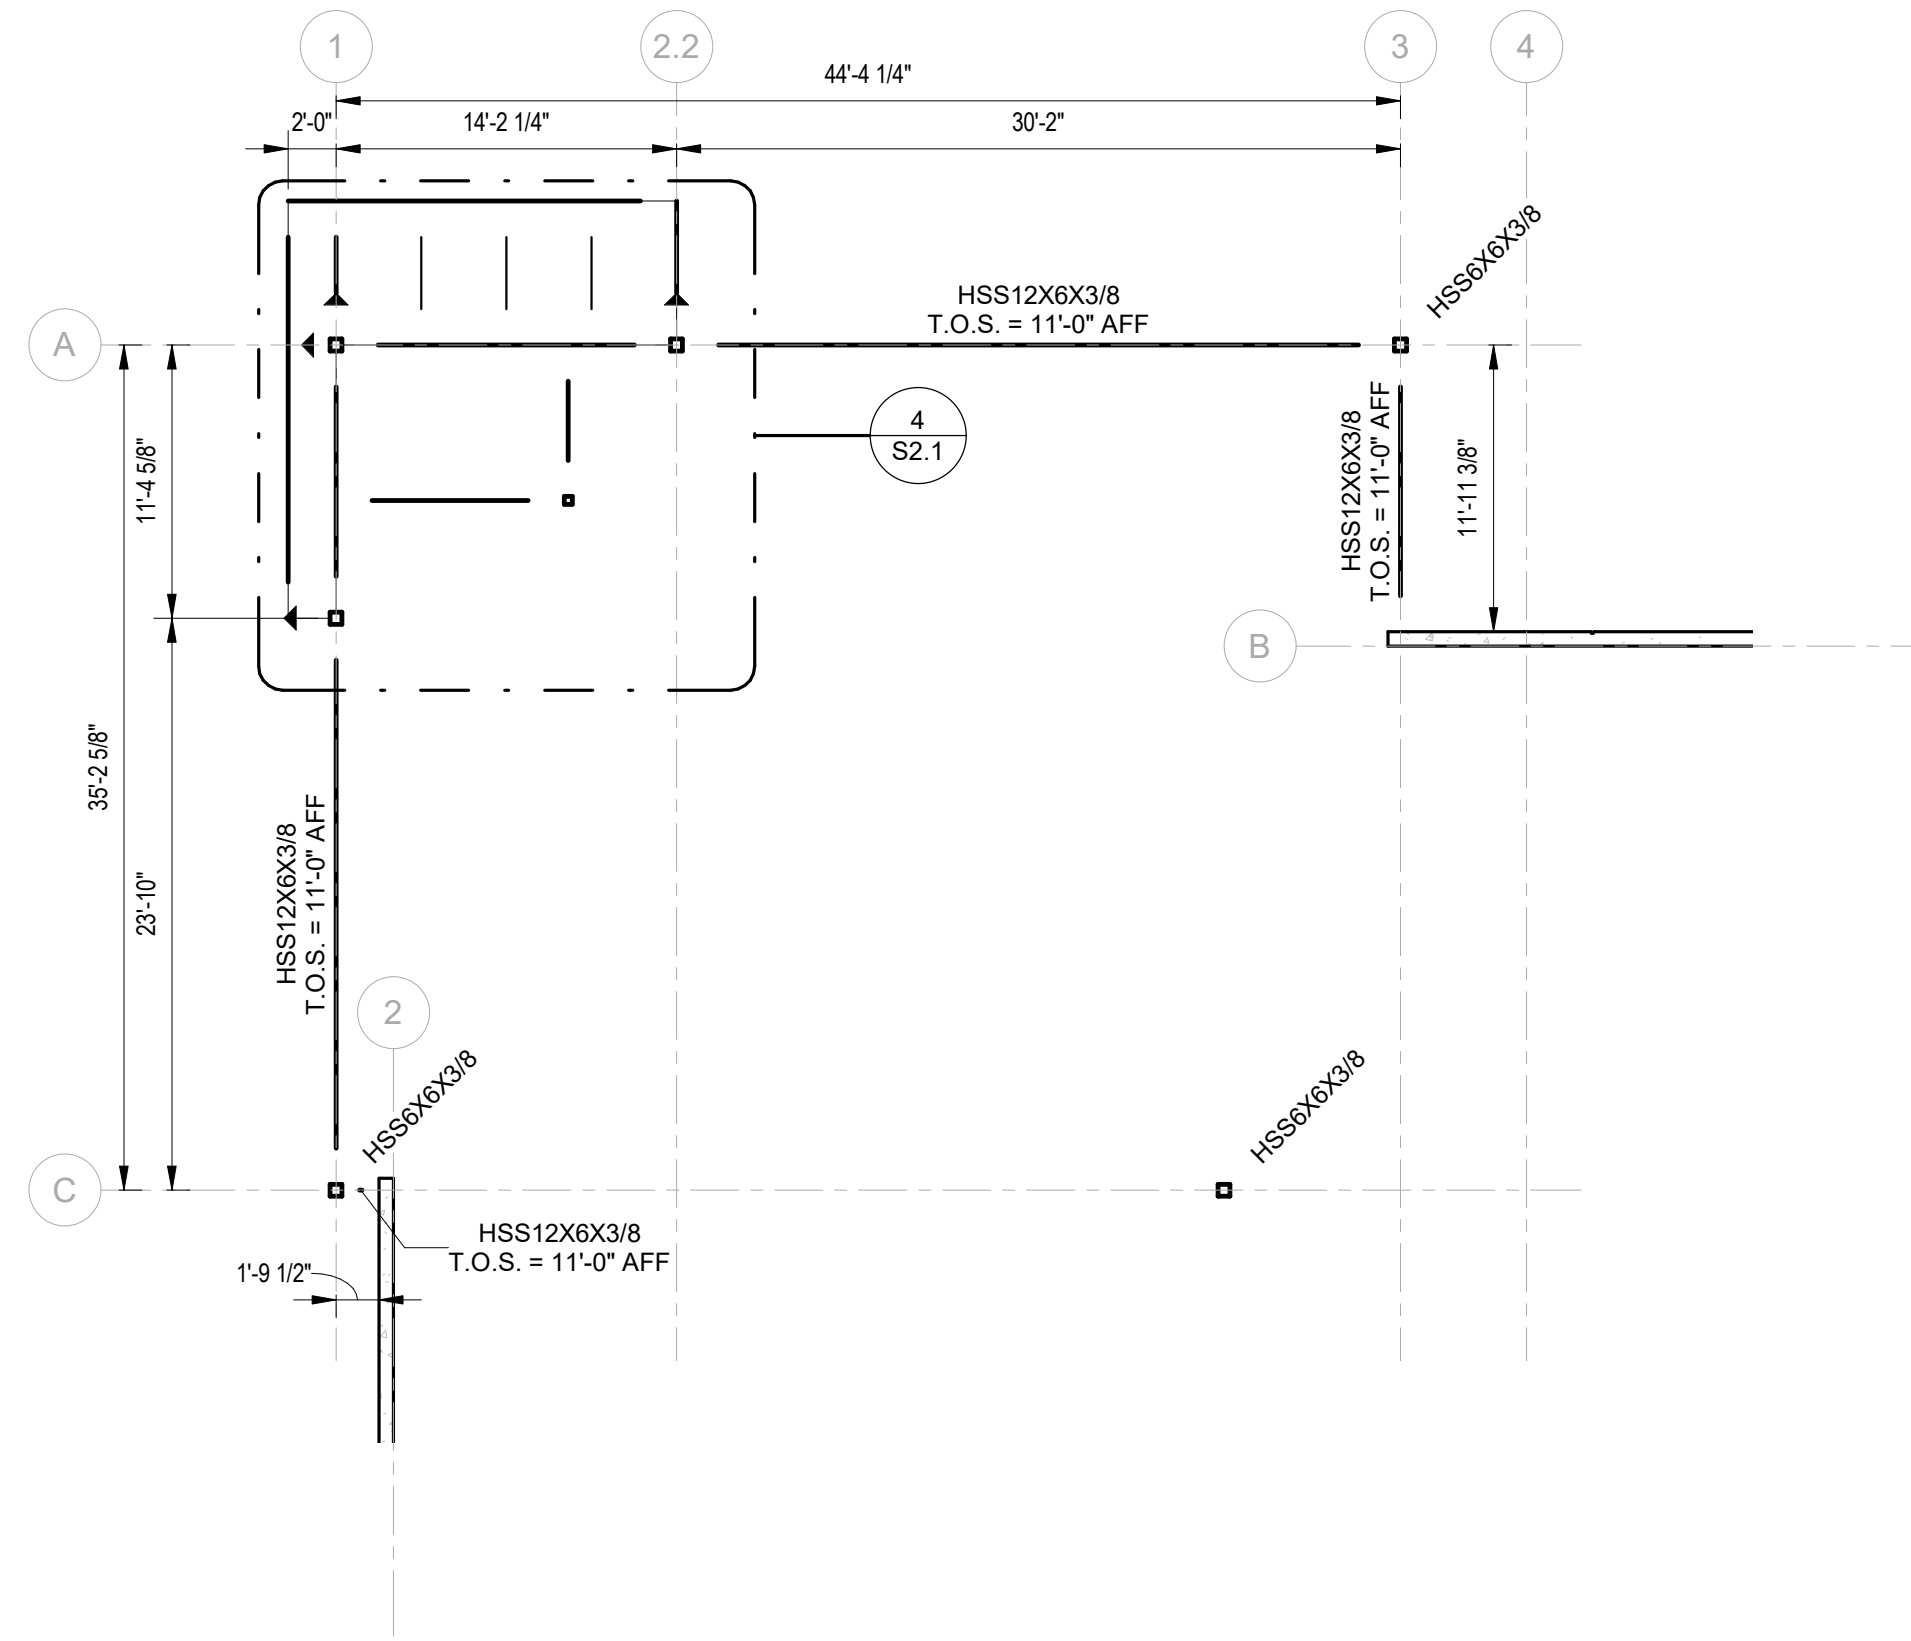 1
2.2
3
4
44'-4 1/4"
2'-0"
14'-2 1/4"
30'-2"
HSS6X6X3/8
HSS12X6X3/8
T.O.S. = 11'-0" AFF
A
4
S2.1
11'-4 5/8"
HSS12X6X3/8
T.O.S. = 11'-0" AFF
11'-11 3/8"
B
35'-2 5/8"
23'-10"
HSS12X6X3/8
T.O.S. = 11'-0" AFF
2
HSS6X6X3/8
HSS6X6X3/8
C
HSS12X6X3/8
T.O.S. = 11'-0" AFF
1'-9 1/2"